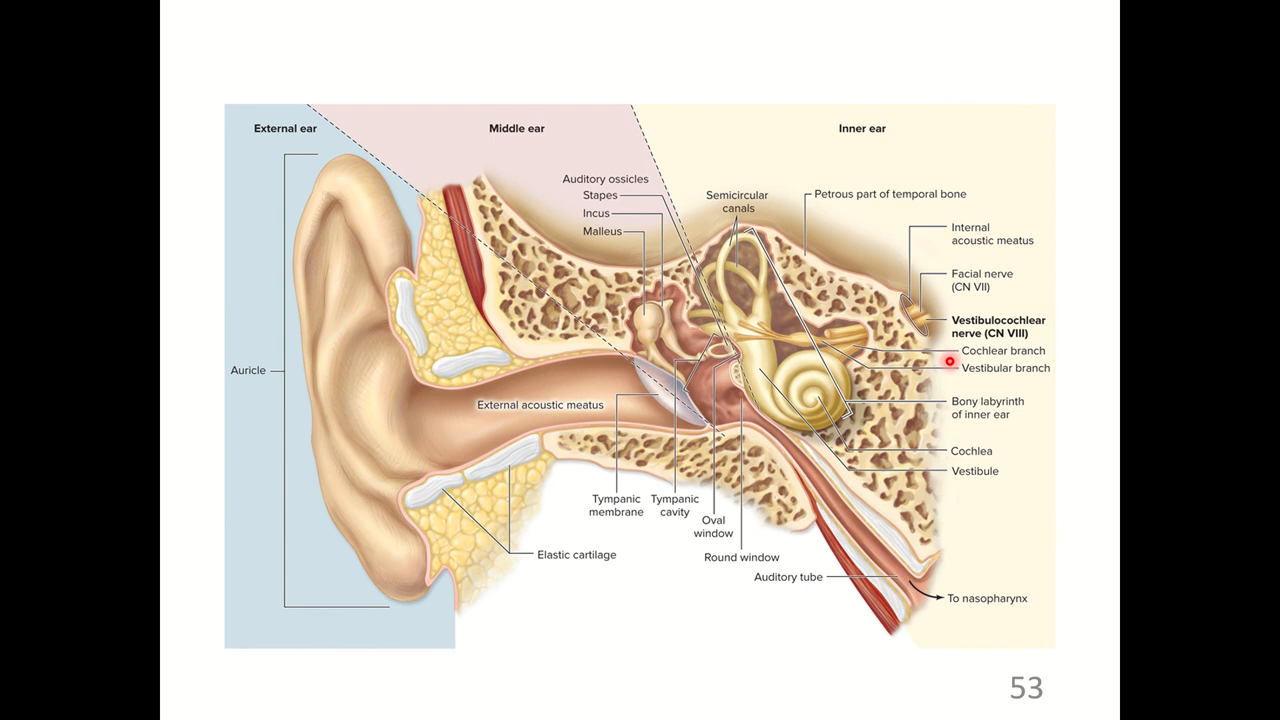 External ear
Middle ear
Inner ear
Auditory ossicles
Stapes
Incus
Malleus
Semicircular
canals
Petrous part of temporal bone
Internal
acoustic meatus
Facial nerve
(CN VII)
Vestibulocochlear
nerve (CN VIII)
Cochlear branch
Vestibular branch
Auricle
External acoustic meatus
Bony labyrinth
of inner ear
Cochlea
Vestibule
Tympanic
membrane
Tympanic
cavity
Oval
window
Round window
Elastic cartilage
Auditory tube
To nasopharynx
53